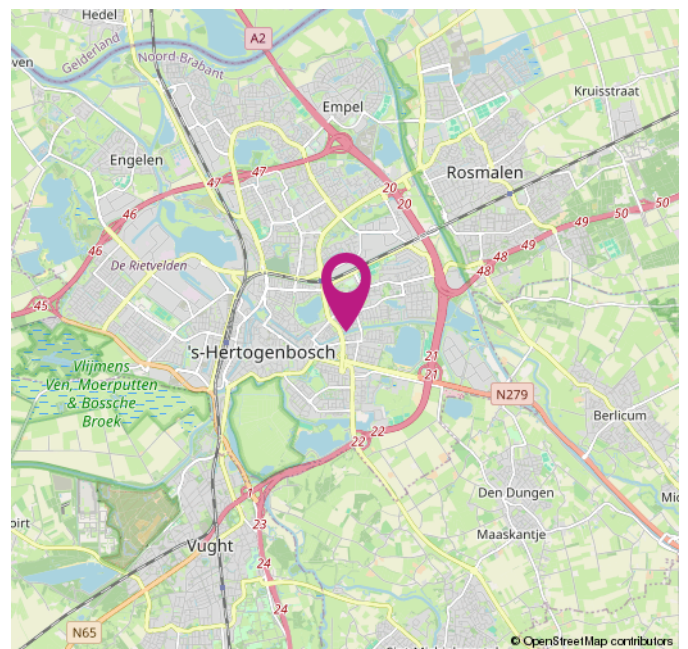 Hedel
A2
Gelderland
Noord-Brabant
ven
Empel
Kruisstraat
Engelen
Rosmalen
47
47
20
20
46
46
50
50
49
49
48
48
De Rietvelden
45
's-Hertogenbosch
21
21
Vlijmens
Ven, Moerputten
& Bossche
Broek
N279
Berlicum
22
22
1
Den Dungen
oirt
23
Maaskantje
Vught
24
24
N65
© OpenStreetMap contributors